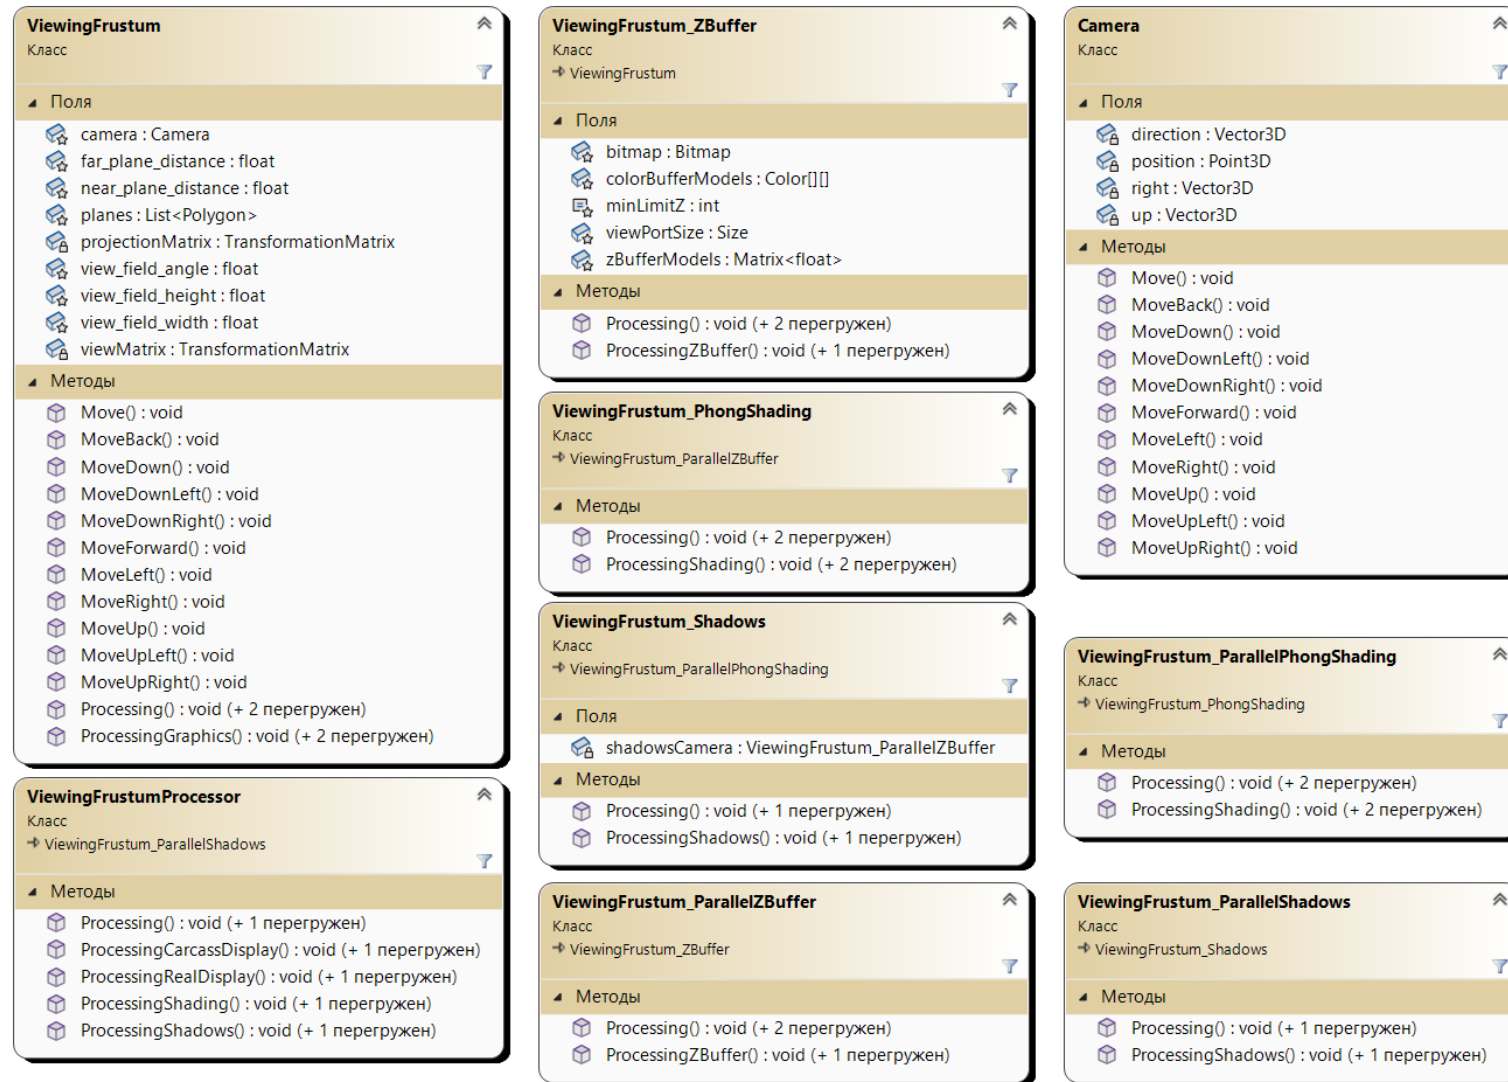 ViewingFrustum
Класс
Поля
camera : Camera
far_plane_distance : float
near_plane_distance : float
planes : List<Polygon>
projectionMatrix : TransformationMatrix
view_field_angle : float
view_field_height : float
view_field_width : float
viewMatrix : TransformationMatrix
Методы
Move() : void
MoveBack() : void
MoveDown() : void
MoveDownLeft() : void
MoveDownRight() : void
MoveForward() : void
MoveLeft() : void
MoveRight() : void
MoveUp() : void
MoveUpLeft() : void
MoveUpRight() : void
Processing() : void (+ 2 перегружен)
ProcessingGraphics() : void (+ 2 перегружен)
ViewingFrustumProcessor
Класс
ViewingFrustum_ParallelShadows
Методы
Processing() : void (+ 1 перегружен)
ProcessingCarcassDisplay() : void (+ 1 перегружен)
ProcessingRealDisplay() : void (+ 1 перегружен)
ProcessingShading() : void (+ 1 перегружен)
ProcessingShadows() : void (+ 1 перегружен)
ViewingFrustum_ZBuffer
Класс
ViewingFrustum
Поля
bitmap : Bitmap
colorBufferModels : Color[][]
minLimitZ : int
viewPortSize : Size
zBufferModels : Matrix<float>
Методы
Processing() : void (+ 2 перегружен)
ProcessingZBuffer() : void (+ 1 перегружен)
ViewingFrustum_PhongShading
Класс
ViewingFrustum_ParallelZBuffer
Методы
Processing() : void (+ 2 перегружен)
ProcessingShading() : void (+ 2 перегружен)
ViewingFrustum_Shadows
Класс
ViewingFrustum_ParallelPhongShading
Поля
shadowsCamera : ViewingFrustum_ParallelZBuffer
Методы
Processing() : void (+ 1 перегружен)
ProcessingShadows() : void (+ 1 перегружен)
ViewingFrustum_ParallelZBuffer
Класс
ViewingFrustum_ZBuffer
Методы
Processing() : void (+ 2 перегружен)
ProcessingZBuffer() : void (+ 1 перегружен)
Camera
Класс
Поля
direction : Vector3D
position : Point3D
right : Vector3D
up : Vector3D
Методы
Move() : void
MoveBack() : void
MoveDown() : void
MoveDownLeft() : void
MoveDownRight() : void
MoveForward() : void
MoveLeft() : void
MoveRight() : void
MoveUp() : void
MoveUpLeft() : void
MoveUpRight() : void
ViewingFrustum_ParallelPhongShading
Класс
ViewingFrustum_PhongShading
Методы
Processing() : void (+ 2 перегружен)
ProcessingShading() : void (+ 2 перегружен)
ViewingFrustum_ParallelShadows
Класс
ViewingFrustum_Shadows
Методы
Processing() : void (+ 1 перегружен)
ProcessingShadows() : void (+ 1 перегружен)